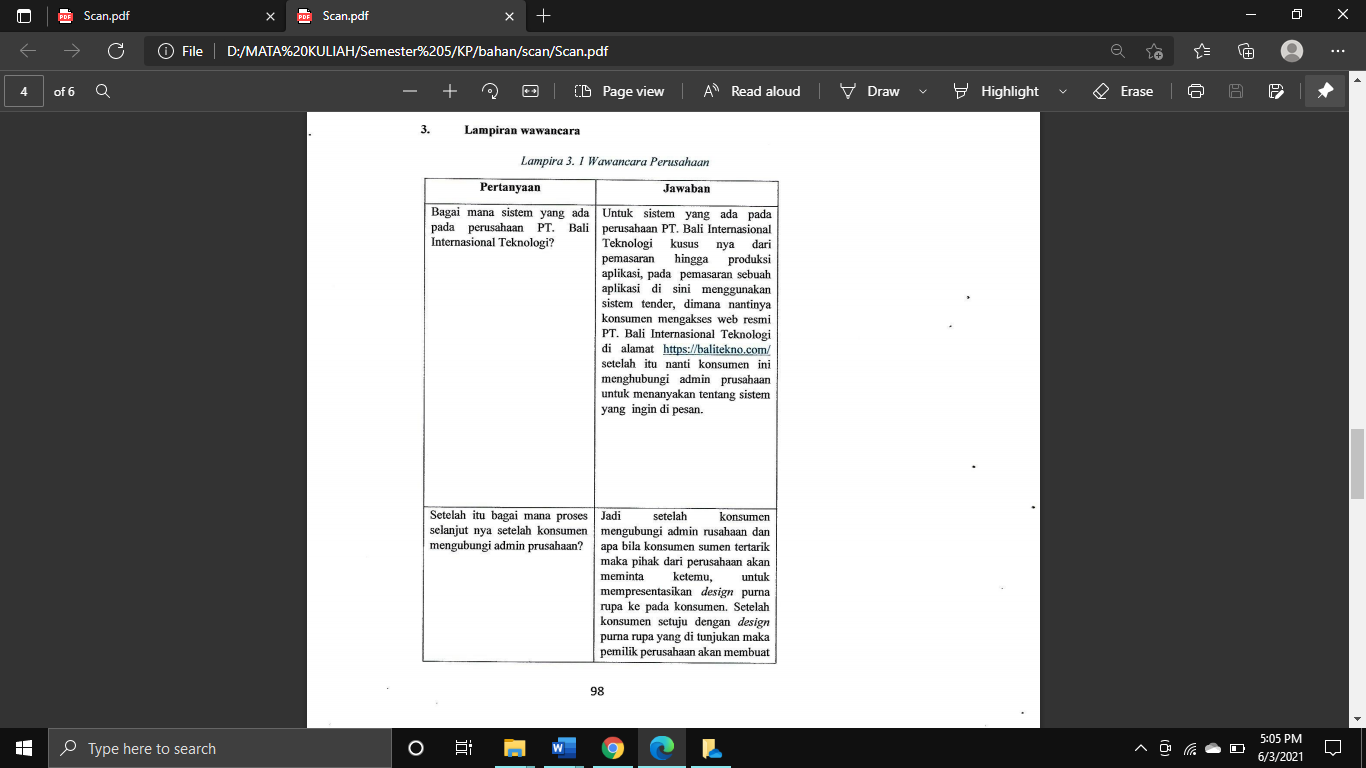 Scan.pdf
Scan.pdf
File
D:/MATA%20KULIAH/Semester%205/KP/bahan/scan/Scan.pdf
4
of 6
Page view
Read aloud
Draw
Highlight
Erase
3. Lampiran wawancara
Lampira 3. 1 Wawancara Perusahaan
Pertanyaan
Jawaban
Bagai mana sistem yang ada
pada perusahaan PT. Bali
Internasional Teknologi?
Untuk sistem yang ada pada
perusahaan PT. Bali Internasional
Teknologi kusus nya dari
pemasaran hingga produksi
aplikasi, pada pemasaran sebuah
aplikasi di sini menggunakan
sistem tender, dimana nantinya
konsumen mengakses web resmi
PT. Bali Internasional Teknologi
di alamat https://balitekno.com/
setelah itu nanti konsumen ini
menghubungi admin prusahaan
untuk menanyakan tentang sistem
yang ingin di pesan.
Setelah itu bagai mana proses
selanjut nya setelah konsumen
mengubungi admin prusahaan?
Jadi setelah konsumen
mengubungi admin rusahaan dan
apa bila konsumen sumen tertarik
maka pihak dari perusahaan akan
meminta ketemu, untuk
mempresentasikan design purna
rupa ke pada konsumen. Setelah
konsumen setuju dengan design
purna rupa yang di tunjukan maka
pemilik perusahaan akan membuat
98
Type here to search
5:05 PM
6/3/2021